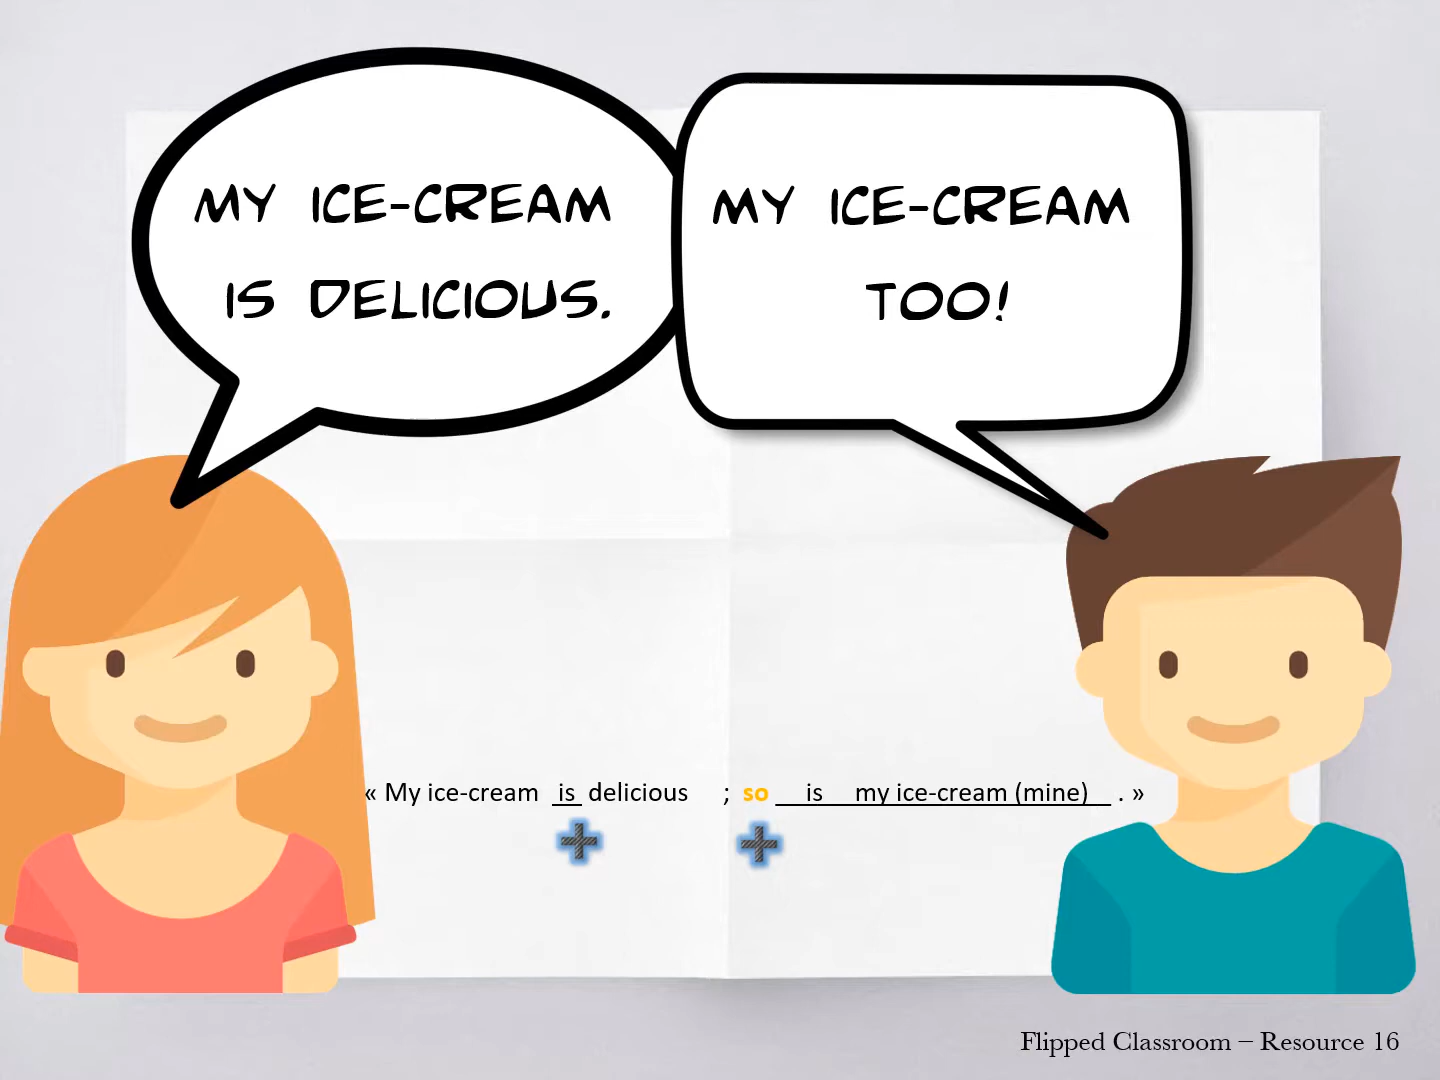 MY ICE-CREAM
IS DELICIOUS.
MY ICE-CREAM
TOO!
« My ice-cream is delicious ; so is my ice-cream (mine) . »
Flipped Classroom – Resource 16